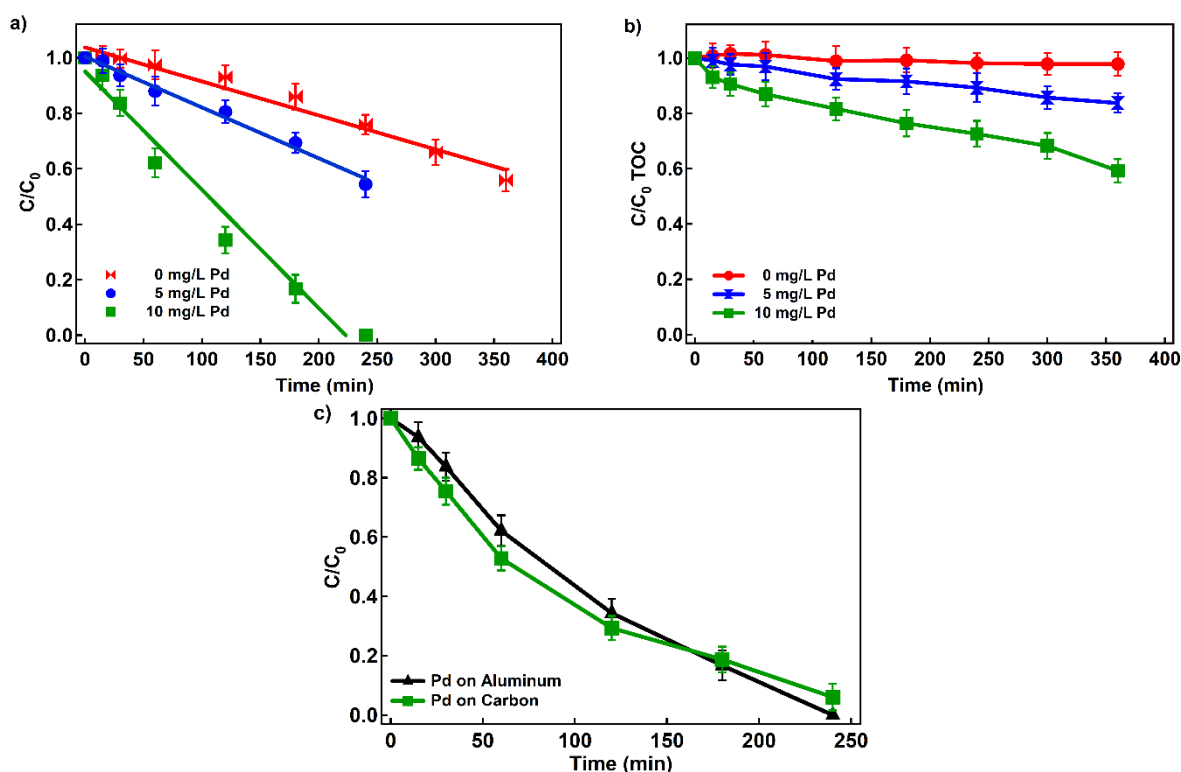 a)
C/C0
1.0
0.8
0.6
0.4
0.2
0.0
0 mg/L Pd
5 mg/L Pd
10 mg/L Pd
0 50 100 150 200 250 300 350 400
Time (min)
b)
C/C0 TOC
1.0
0.8
0.6
0.4
0.2
0.0
0 mg/L Pd
5 mg/L Pd
10 mg/L Pd
0 50 100 150 200 250 300 350 400
Time (min)
c)
C/C0
1.0
0.8
0.6
0.4
0.2
0.0
Pd on Aluminum
Pd on Carbon
0 50 100 150 200 250
Time (min)